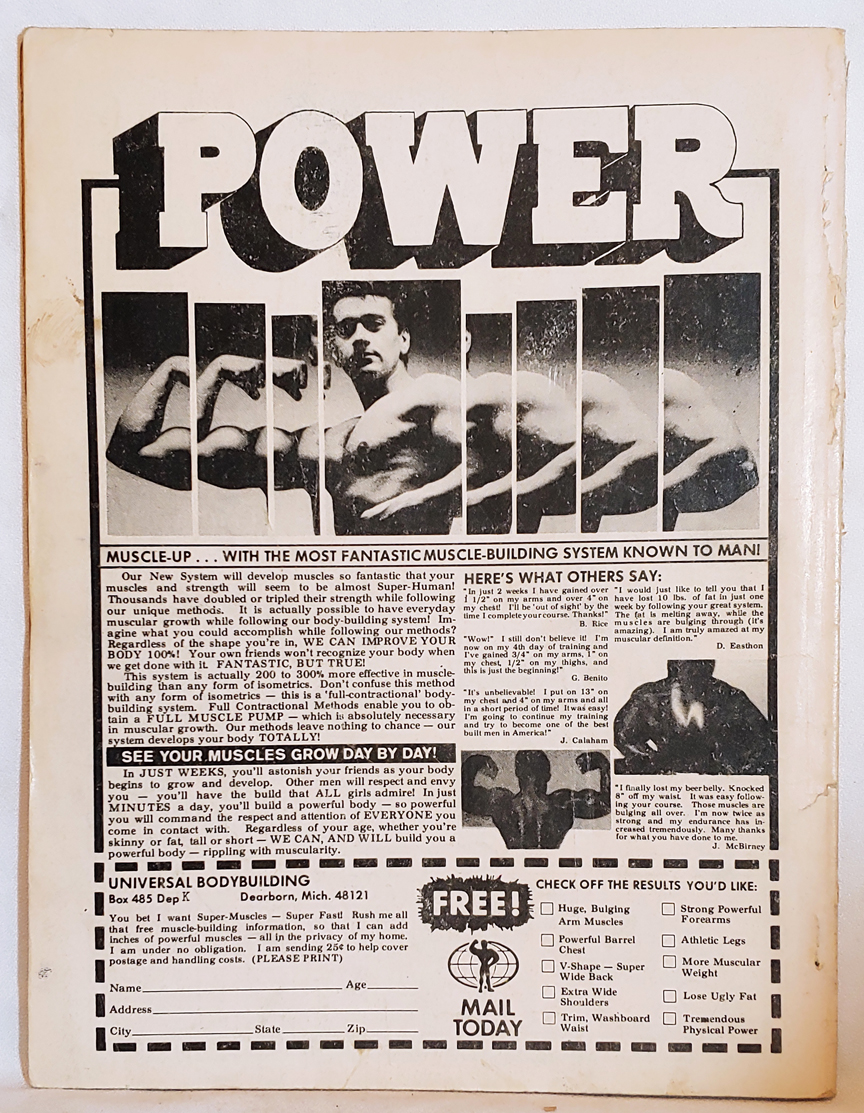 POWER
MUSCLE-UP . . . WITH THE MOST FANTASTIC MUSCLE-BUILDING SYSTEM KNOWN TO MAN!
Our New System will develop muscles so fantastic that your
muscles and strength will seem to be almost Super-Human!
Thousands have doubled or tripled their strength while following
our unique methods. It is actually possible to have everyday
muscular growth while following our body-building system! Im-
agine what you could accomplish while following our methods?
Regardless of the shape you're in, WE CAN IMPROVE YOUR
BODY 100%! Your own friends won't recognize your body when
we get done with it. FANTASTIC, BUT TRUE!
This system is actually 200 to 300% more effective in muscle-
building than any form of isometrics. Don't confuse this method
with any form of isometrics — this is a 'full-contractional' body-
building system. Full Contractional Methods enable you to ob-
tain a FULL MUSCLE PUMP — which is absolutely necessary
in muscular growth. Our methods leave nothing to chance — our
system develops your body TOTALLY!
SEE YOUR MUSCLES GROW DAY BY DAY!
In JUST WEEKS, you'll astonish your friends as your body
begins to grow and develop. Other men will respect and envy
you — you'll have the build that ALL girls admire! In just
MINUTES a day, you'll build a powerful body — so powerful
you will command the respect and attention of EVERYONE you
come in contact with. Regardless of your age, whether you're
skinny or fat, tall or short — WE CAN, AND WILL build you a
powerful body — rippling with muscularity.
HERE'S WHAT OTHERS SAY:
"In just 2 weeks I have gained over
1 1/2" on my arms and over 4" on
my chest! I'll be 'out of sight' by the
time I complete your course. Thanks!"
B. Rice
"Wow!" I still don't believe it! I'm
now on my 4th day of training and
I've gained 3/4" on my arms, 1" on
my chest, 1/2" on my thighs, and
this is just the beginning!"
G. Benito
"It's unbelievable! I put on 13" on
my chest and 4" on my arms and all
in a short period of time! It was easy!
I'm going to continue my training
and try to become one of the best
built men in America!"
J. Calaham
"I would just like to tell you that I
have lost 10 lbs. of fat in just one
week by following your great system.
The fat is melting away, while the
muscles are bulging through (it's
amazing). I am truly amazed at my
muscular definition."
D. Easthon
"I finally lost my beer belly. Knocked
8" off my waist. It was easy follow-
ing your course. Those muscles are
bulging all over. I'm now twice as
strong and my endurance has in-
creased tremendously. Many thanks
for what you have done to me.
J. McBirney
UNIVERSAL BODYBUILDING
Box 485 Dep K Dearborn, Mich. 48121
You bet I want Super-Muscles — Super Fast! Rush me all
that free muscle-building information, so that I can add
inches of powerful muscles — all in the privacy of my home.
I am under no obligation. I am sending 25¢ to help cover
postage and handling costs. (PLEASE PRINT)
Name Age
Address
City State Zip
FREE!
MAIL
TODAY
CHECK OFF THE RESULTS YOU'D LIKE:
Huge, Bulging
Arm Muscles
Powerful Barrel
Chest
V-Shape — Super
Wide Back
Extra Wide
Shoulders
Trim, Washboard
Waist
Strong Powerful
Forearms
Athletic Legs
More Muscular
Weight
Lose Ugly Fat
Tremendous
Physical Power